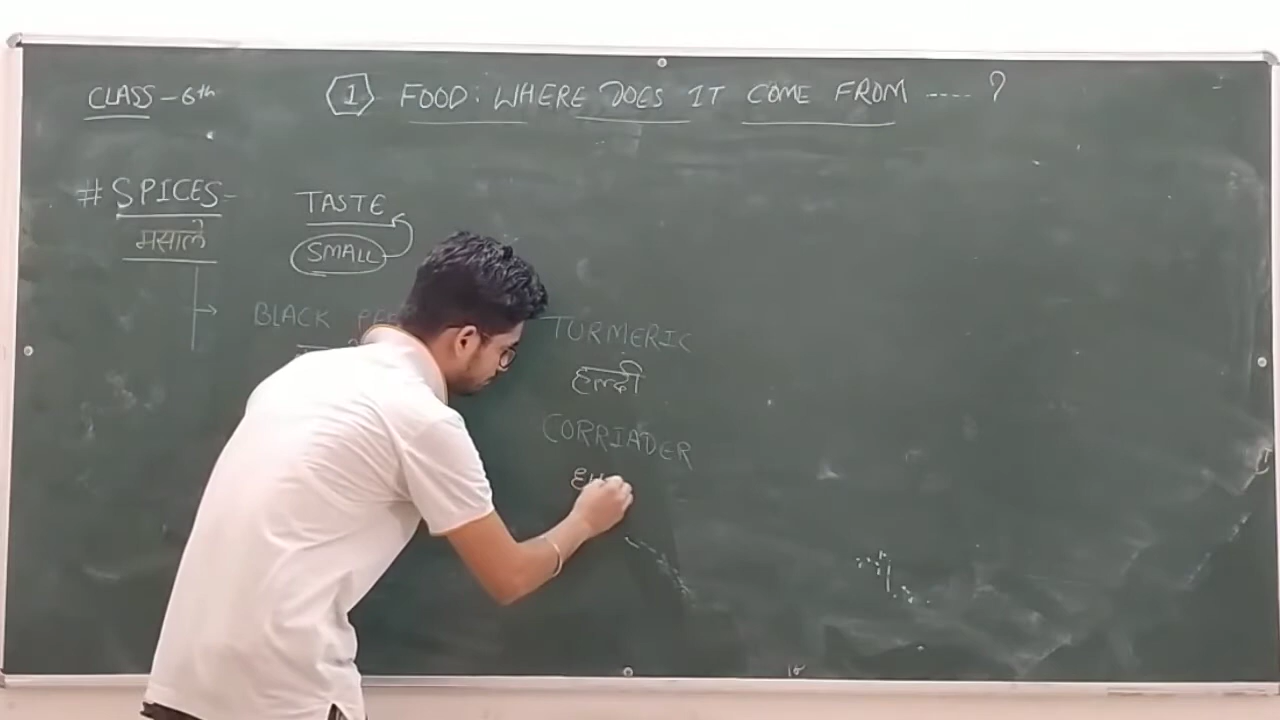 CLASS-6th
1 FOOD: WHERE DOES IT COME FROM ---- ?
# SPICES-
मसाले
TASTE
SMALL
BLACK
TURMERIC
हल्दी
CORRIADER